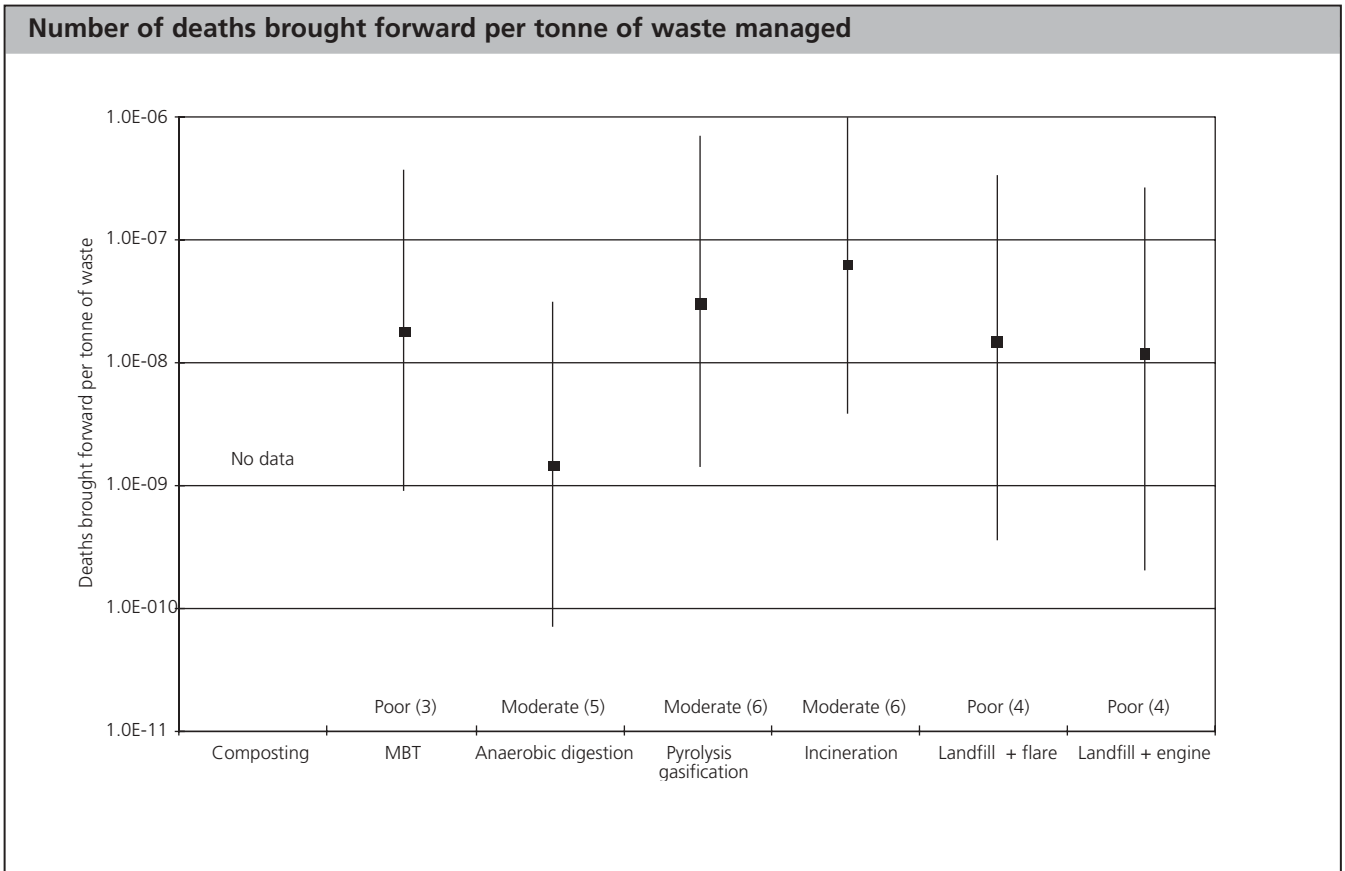 Number of deaths brought forward per tonne of waste managed
Deaths brought forward per tonne of waste
1.0E-06
1.0E-07
1.0E-08
1.0E-09
1.0E-010
1.0E-11
No data
Poor (3)
Moderate (5)
Moderate (6)
Moderate (6)
Poor (4)
Poor (4)
Composting
MBT
Anaerobic digestion
Pyrolysis
gasification
Incineration
Landfill + flare
Landfill + engine